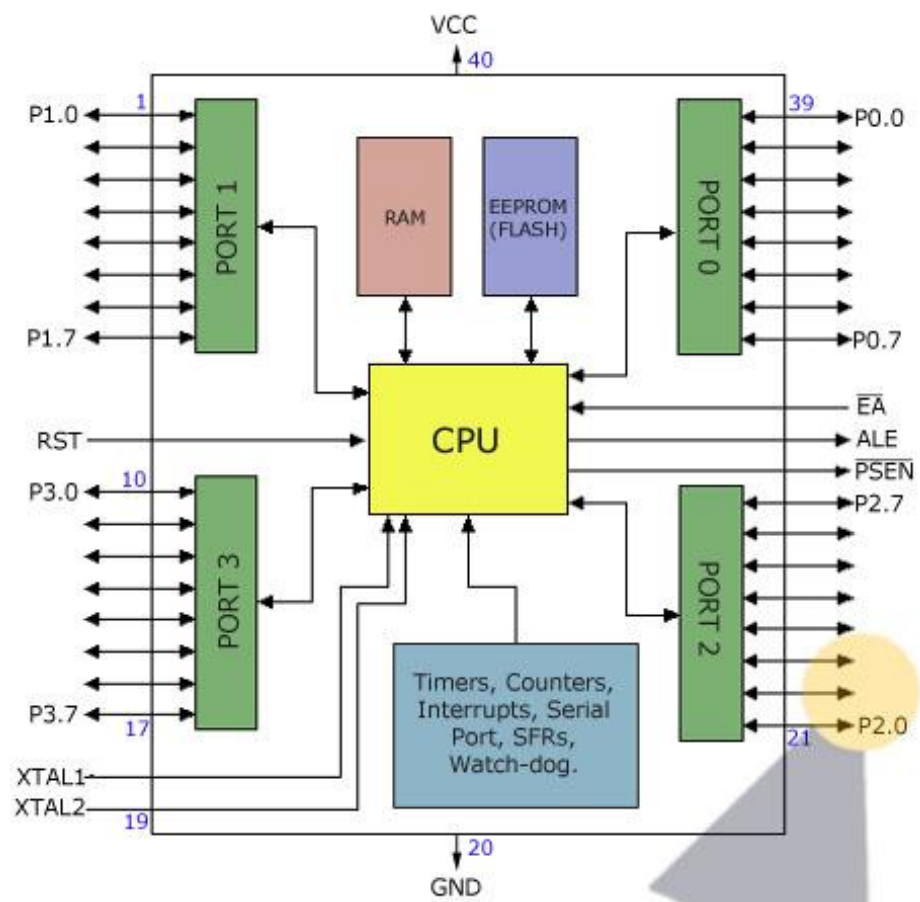 VCC
40
1
39
P1.0
P0.0
PORT 1
RAM
EEPROM
(FLASH)
PORT 0
P1.7
P0.7
EA
CPU
RST
ALE
PSEN
10
P3.0
P2.7
PORT 3
PORT 2
Timers, Counters,
Interrupts, Serial
Port, SFRs,
Watch-dog.
P3.7
17
P2.0
21
XTAL1
XTAL2
19
20
GND